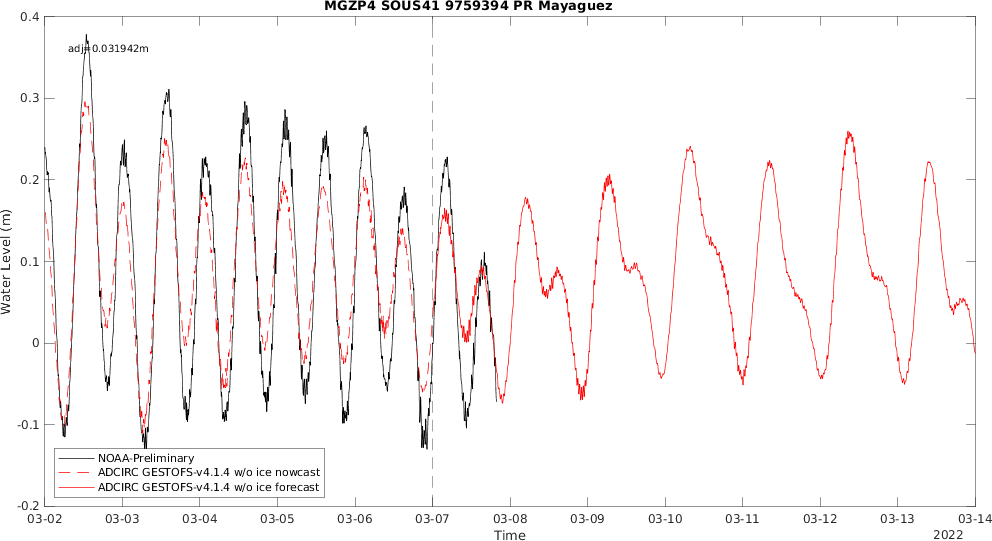 MGZP4 SOUS41 9759394 PR Mayaguez
adj=0.031942m
Water Level (m)
0.4
0.3
0.2
0.1
0
-0.1
-0.2
NOAA-Preliminary
ADCIRC GESTOFS-v4.1.4 w/o ice nowcast
ADCIRC GESTOFS-v4.1.4 w/o ice forecast
03-02 03-03 03-04 03-05 03-06 03-07 03-08 03-09 03-10 03-11 03-12 03-13 03-14
Time
2022